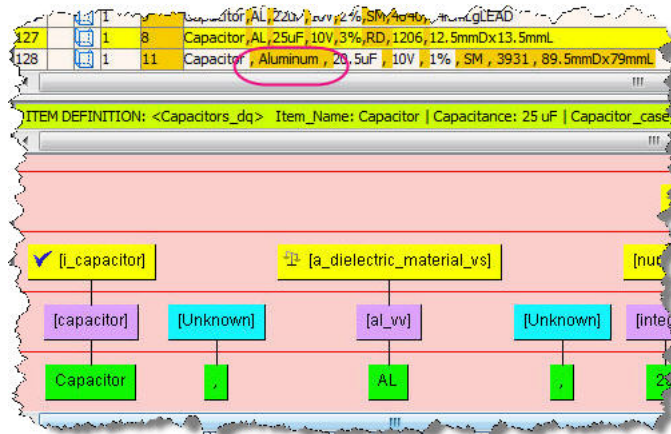 127 8 Capacitor,AL,25uF,10V,3%,RD,1206,12.5mmDx13.5mmL
128 1 11 Capacitor , Aluminum , 20.5uF , 10V , 1% , SM , 3931 , 89.5mmDx79mmL
ITEM DEFINITION: <Capacitors_dq> Item_Name: Capacitor | Capacitance: 25 uF | Capacitor_case
[i_capacitor] [a_dielectric_material_vs]
[capacitor] [Unknown] [al_vv] [Unknown]
Capacitor , AL ,